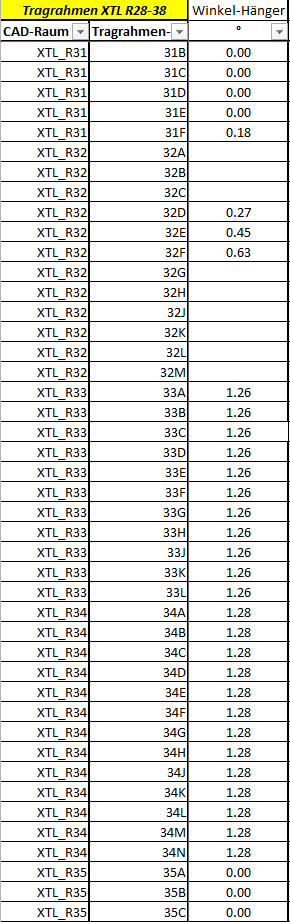 Tragrahmen XTL R28-38 Winkel-Hänger
CAD-Raum Tragrahmen- °
XTL_R31 31B 0.00
XTL_R31 31C 0.00
XTL_R31 31D 0.00
XTL_R31 31E 0.00
XTL_R31 31F 0.18
XTL_R32 32A
XTL_R32 32B
XTL_R32 32C
XTL_R32 32D 0.27
XTL_R32 32E 0.45
XTL_R32 32F 0.63
XTL_R32 32G
XTL_R32 32H
XTL_R32 32J
XTL_R32 32K
XTL_R32 32L
XTL_R32 32M
XTL_R33 33A 1.26
XTL_R33 33B 1.26
XTL_R33 33C 1.26
XTL_R33 33D 1.26
XTL_R33 33E 1.26
XTL_R33 33F 1.26
XTL_R33 33G 1.26
XTL_R33 33H 1.26
XTL_R33 33J 1.26
XTL_R33 33K 1.26
XTL_R33 33L 1.26
XTL_R34 34A 1.28
XTL_R34 34B 1.28
XTL_R34 34C 1.28
XTL_R34 34D 1.28
XTL_R34 34E 1.28
XTL_R34 34F 1.28
XTL_R34 34G 1.28
XTL_R34 34H 1.28
XTL_R34 34J 1.28
XTL_R34 34K 1.28
XTL_R34 34L 1.28
XTL_R34 34M 1.28
XTL_R34 34N 1.28
XTL_R35 35A 0.00
XTL_R35 35B 0.00
XTL_R35 35C 0.00